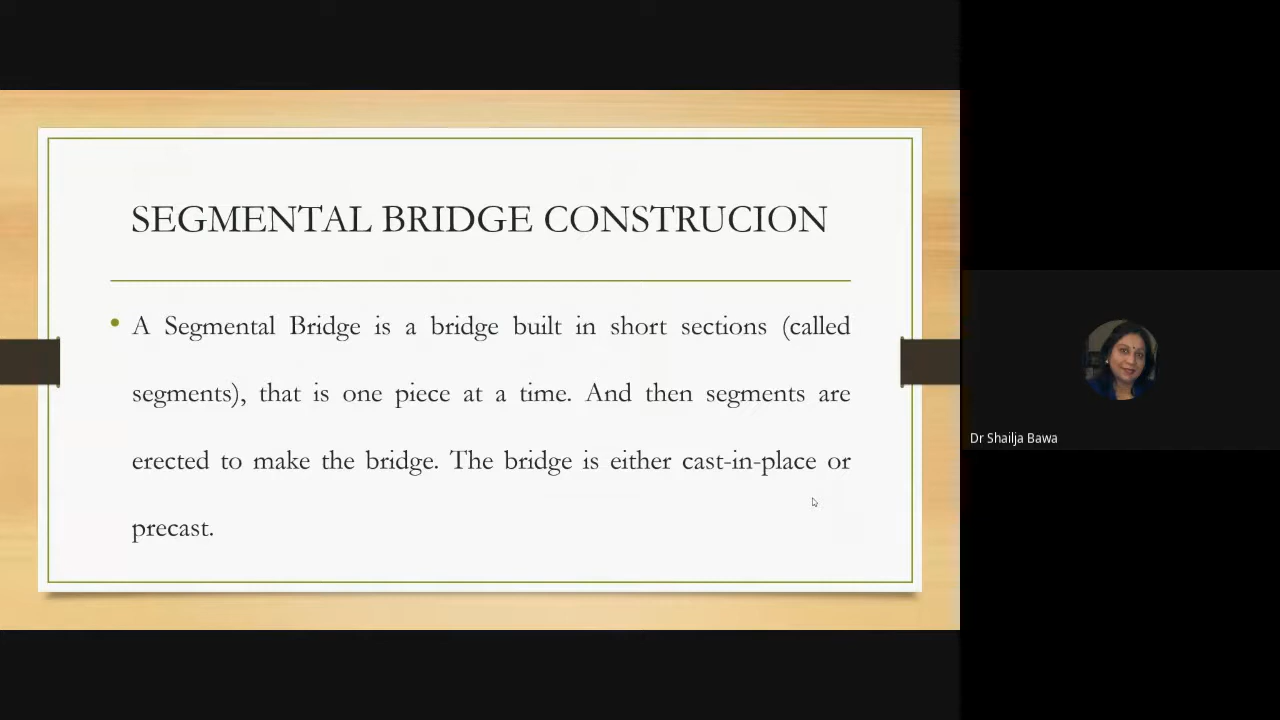 SEGMENTAL BRIDGE CONSTRUCION
• A Segmental Bridge is a bridge built in short sections (called
segments), that is one piece at a time. And then segments are
erected to make the bridge. The bridge is either cast-in-place or
precast.
Dr Shailja Bawa